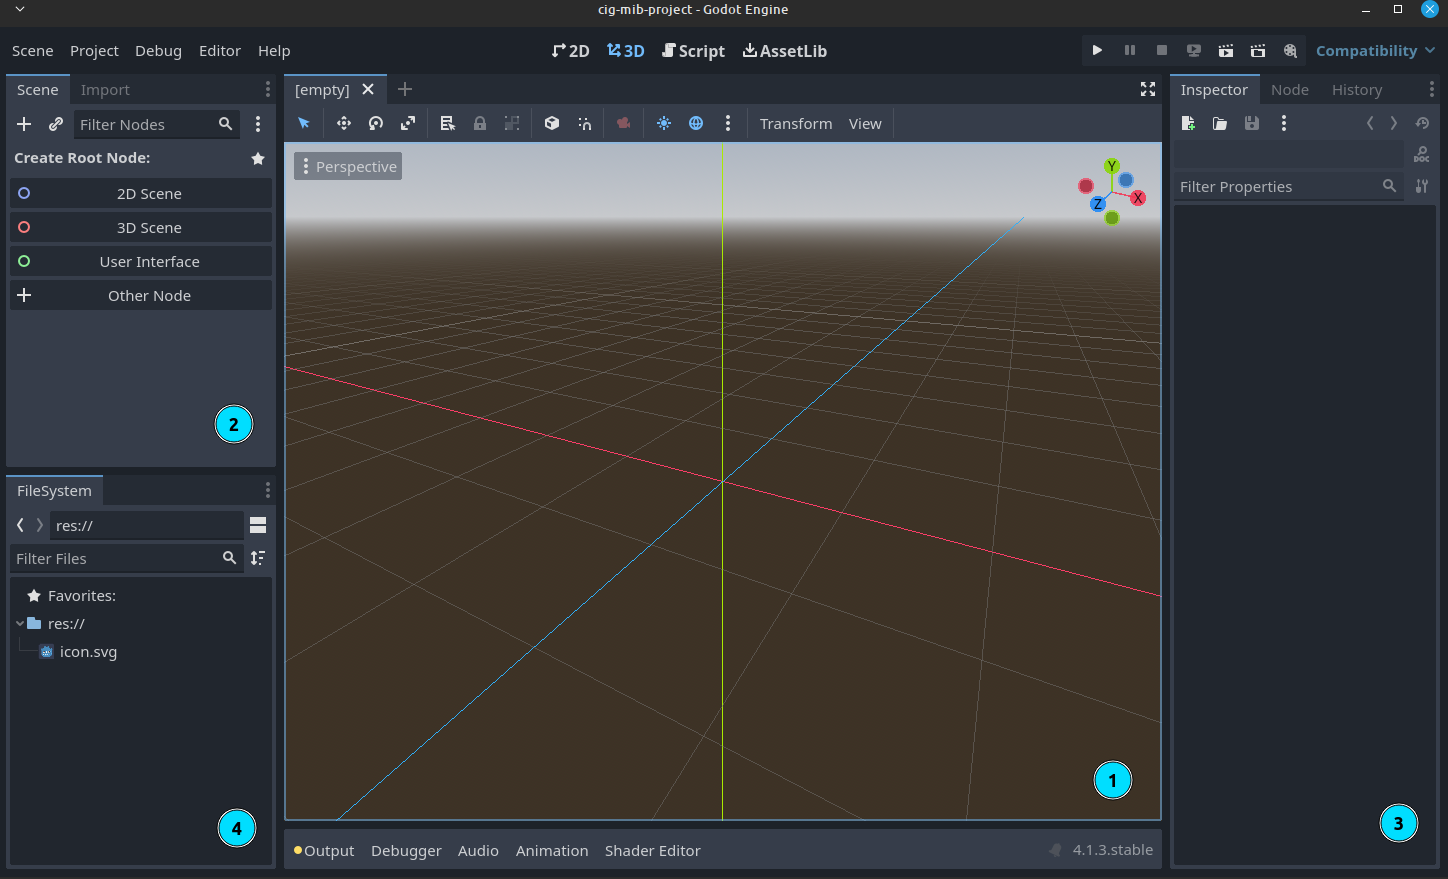 cig-mib-project - Godot Engine
Scene Project Debug Editor Help 2D 3D Script AssetLib Compatibility
Scene Import
[empty]
Inspector Node History
Filter Nodes
Transform View
Create Root Node:
Perspective
2D Scene
3D Scene
User Interface
Other Node
Y
X
Z
Filter Properties
2
FileSystem
res://
Filter Files
Favorites:
res://
icon.svg
4
1
3
Output Debugger Audio Animation Shader Editor 4.1.3.stable
DOC